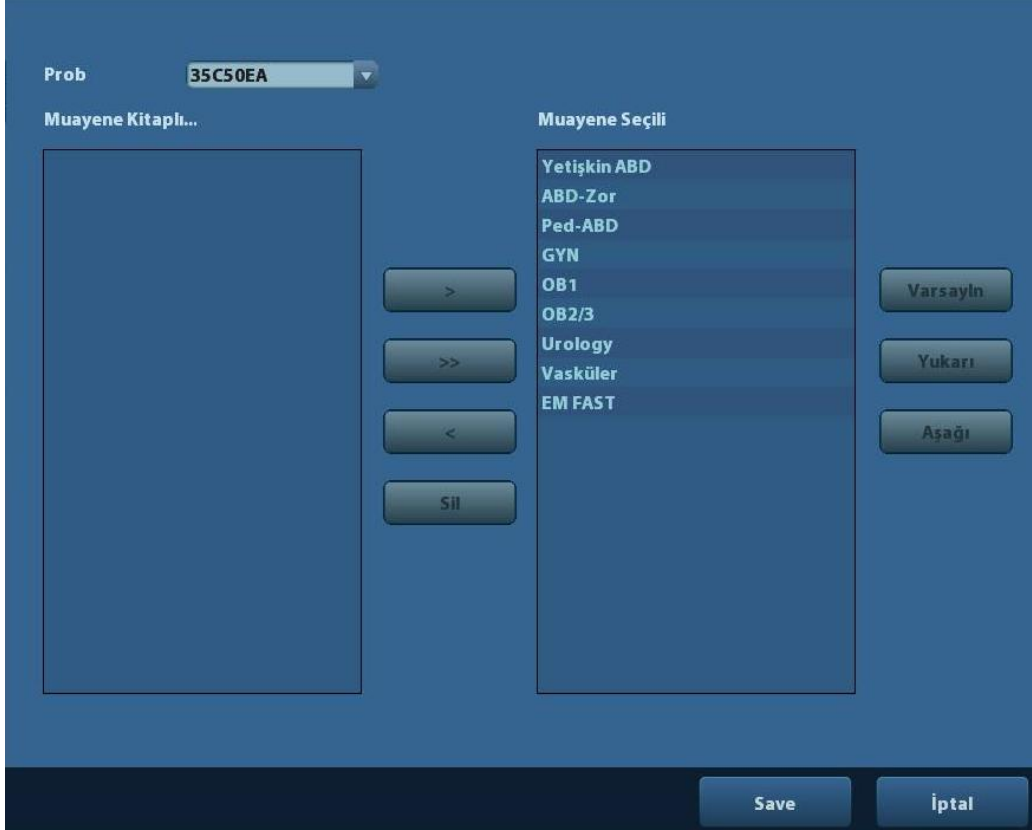 Prob 35C50EA
Muayene Kitaplı... Muayene Seçili
Yetişkin ABD
ABD-Zor
Ped-ABD
GYN
OB1
OB2/3
Urology
Vasküler
EM FAST
>
>>
<
Sil
Varsayln
Yukarı
Aşağı
Save İptal